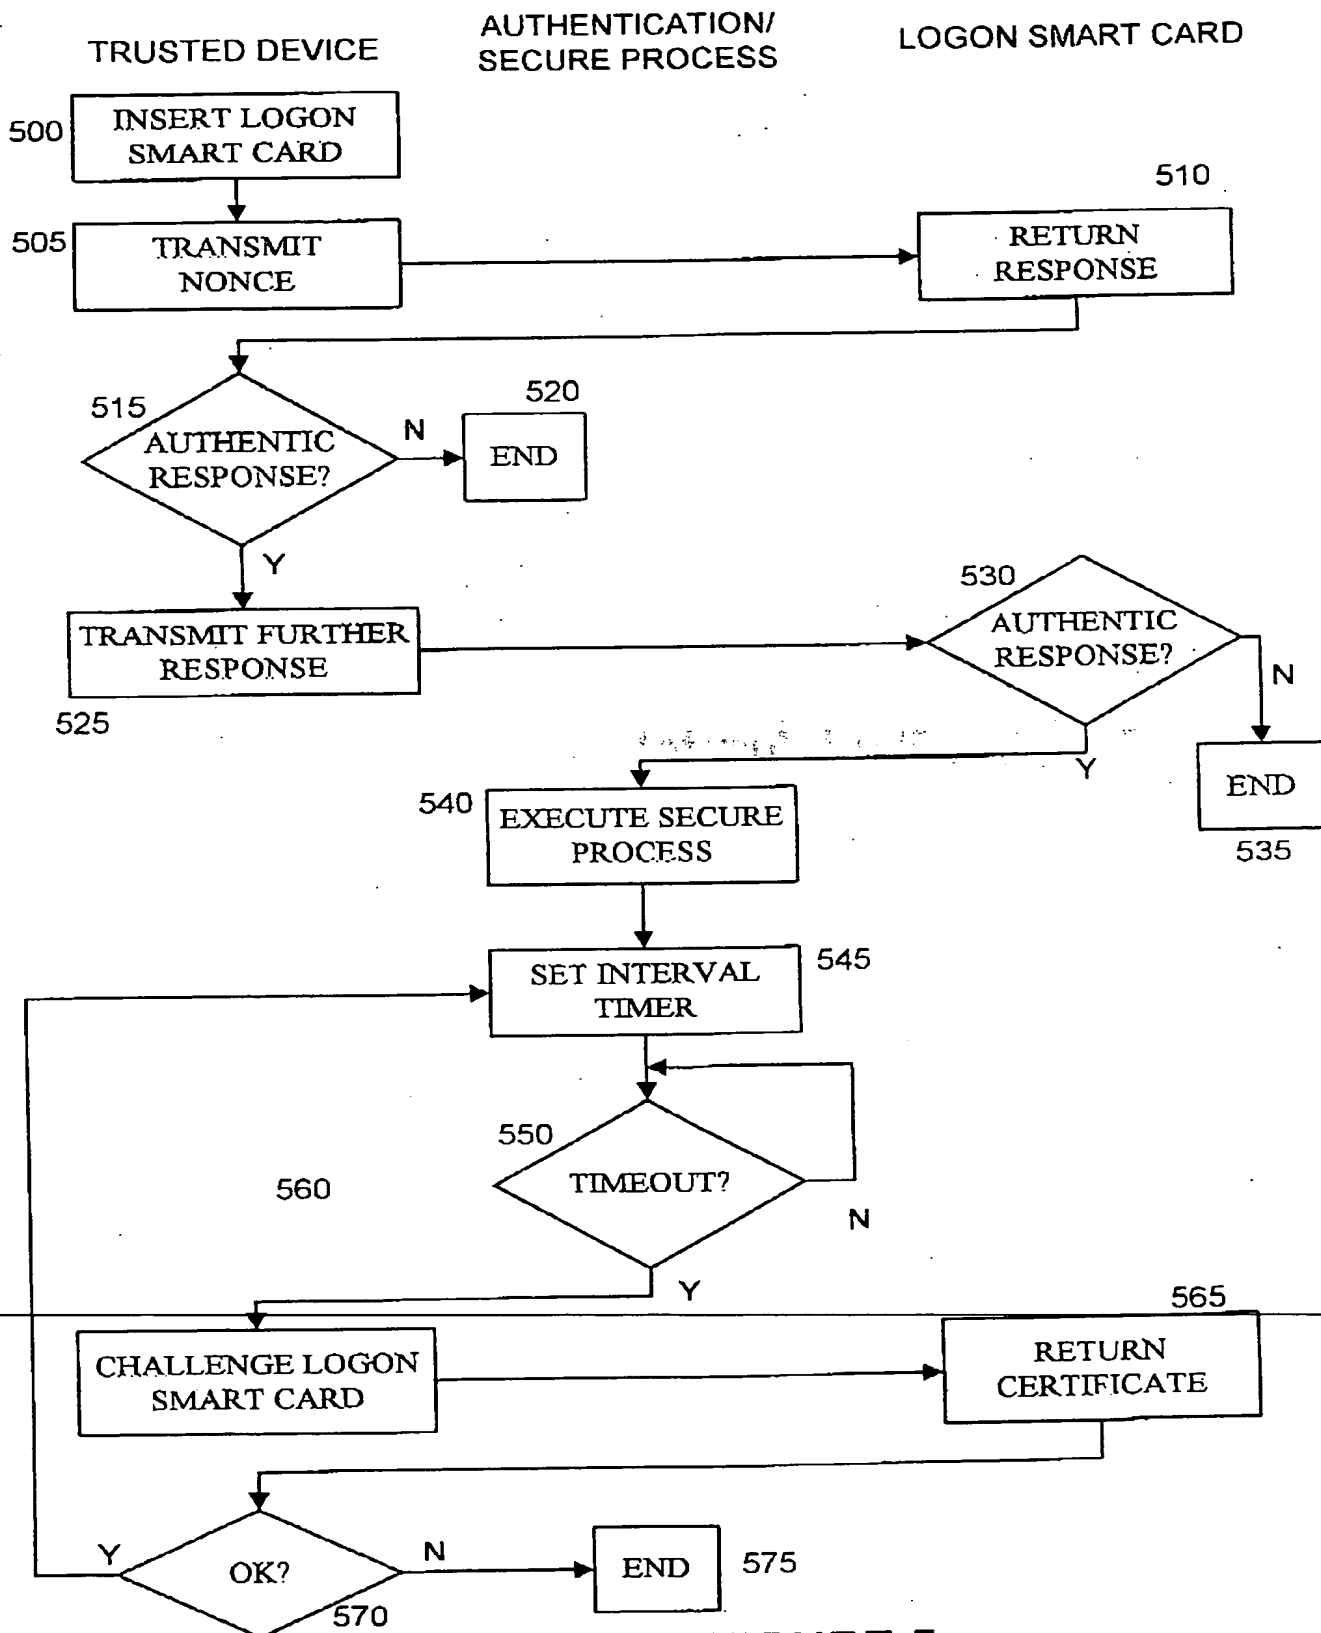 TRUSTED DEVICE
AUTHENTICATION/
SECURE PROCESS
LOGON SMART CARD
500
INSERT LOGON
SMART CARD
505
TRANSMIT
NONCE
510
RETURN
RESPONSE
515
AUTHENTIC
RESPONSE?
N
520
END
Y
TRANSMIT FURTHER
RESPONSE
525
530
AUTHENTIC
RESPONSE?
N
Y
END
535
540
EXECUTE SECURE
PROCESS
545
SET INTERVAL
TIMER
550
TIMEOUT?
N
Y
560
CHALLENGE LOGON
SMART CARD
565
RETURN
CERTIFICATE
Y
OK?
N
570
END
575